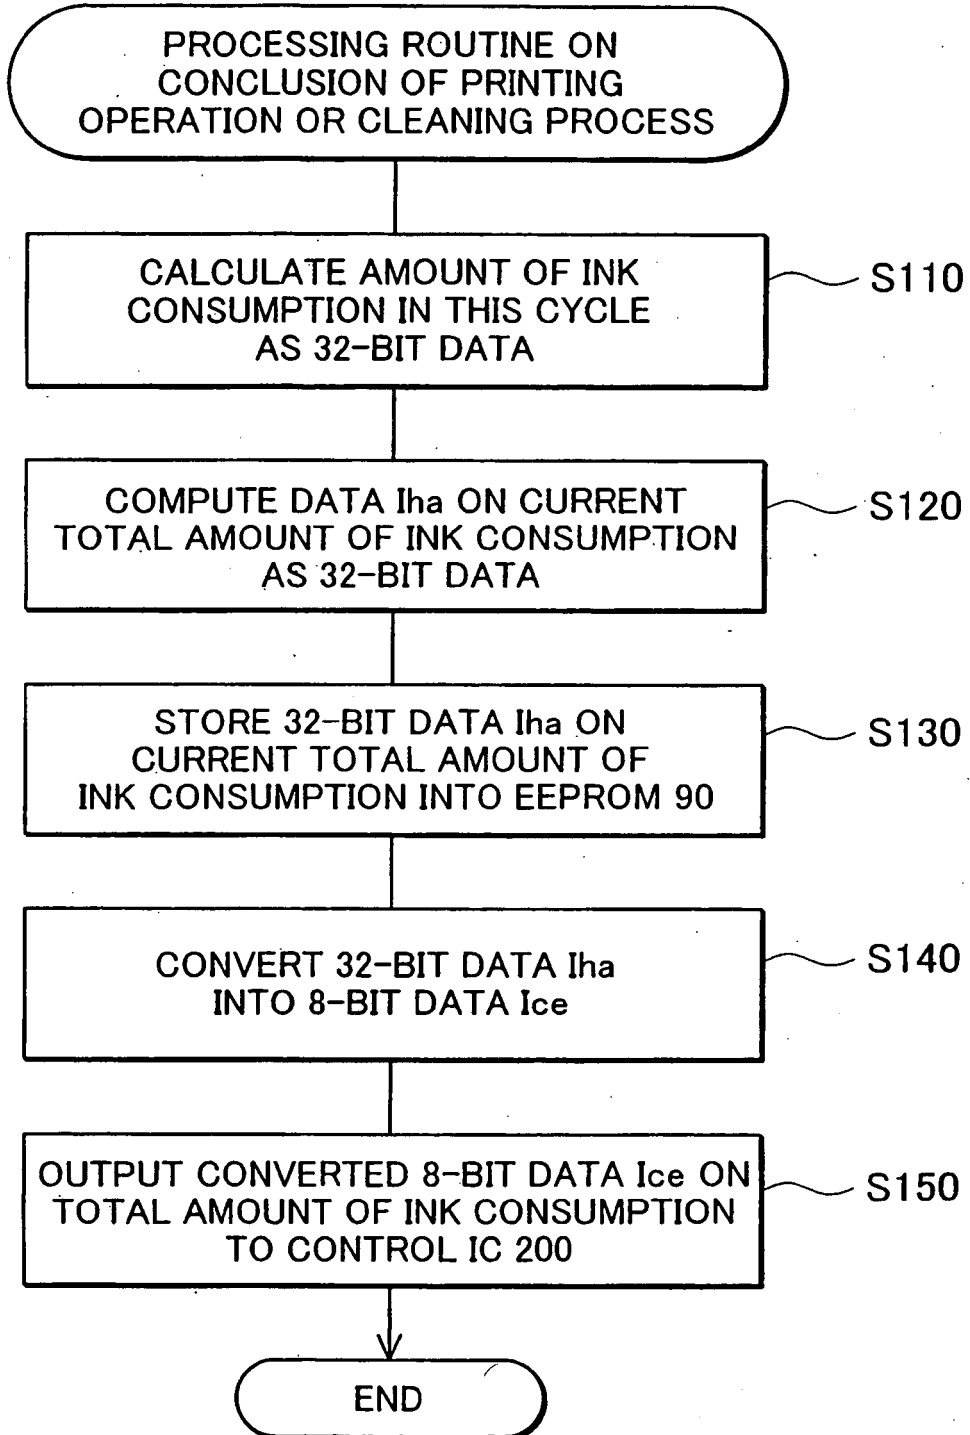 PROCESSING ROUTINE ON
CONCLUSION OF PRINTING
OPERATION OR CLEANING PROCESS
CALCULATE AMOUNT OF INK
CONSUMPTION IN THIS CYCLE
AS 32-BIT DATA
S110
COMPUTE DATA Iha ON CURRENT
TOTAL AMOUNT OF INK CONSUMPTION
AS 32-BIT DATA
S120
STORE 32-BIT DATA Iha ON
CURRENT TOTAL AMOUNT OF
INK CONSUMPTION INTO EEPROM 90
S130
CONVERT 32-BIT DATA Iha
INTO 8-BIT DATA Ice
S140
OUTPUT CONVERTED 8-BIT DATA Ice ON
TOTAL AMOUNT OF INK CONSUMPTION
TO CONTROL IC 200
S150
END